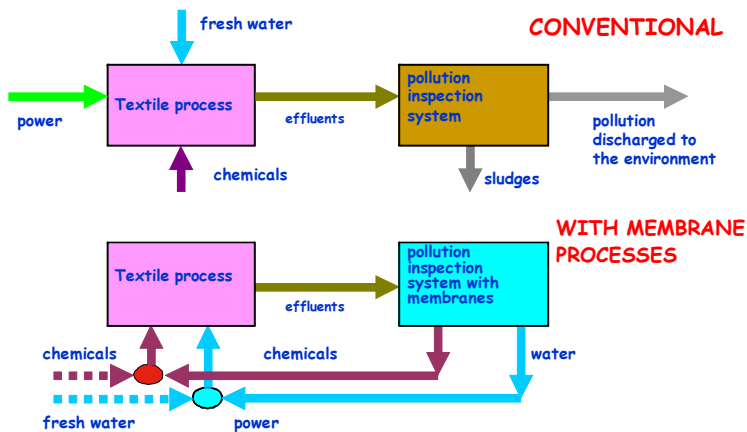 fresh water
CONVENTIONAL
Textile process
pollution
inspection
system
power
effluents
pollution
discharged to
the environment
chemicals
sludges
WITH MEMBRANE
PROCESSES
Textile process
pollution
inspection
system with
membranes
effluents
chemicals
chemicals
water
fresh water
power